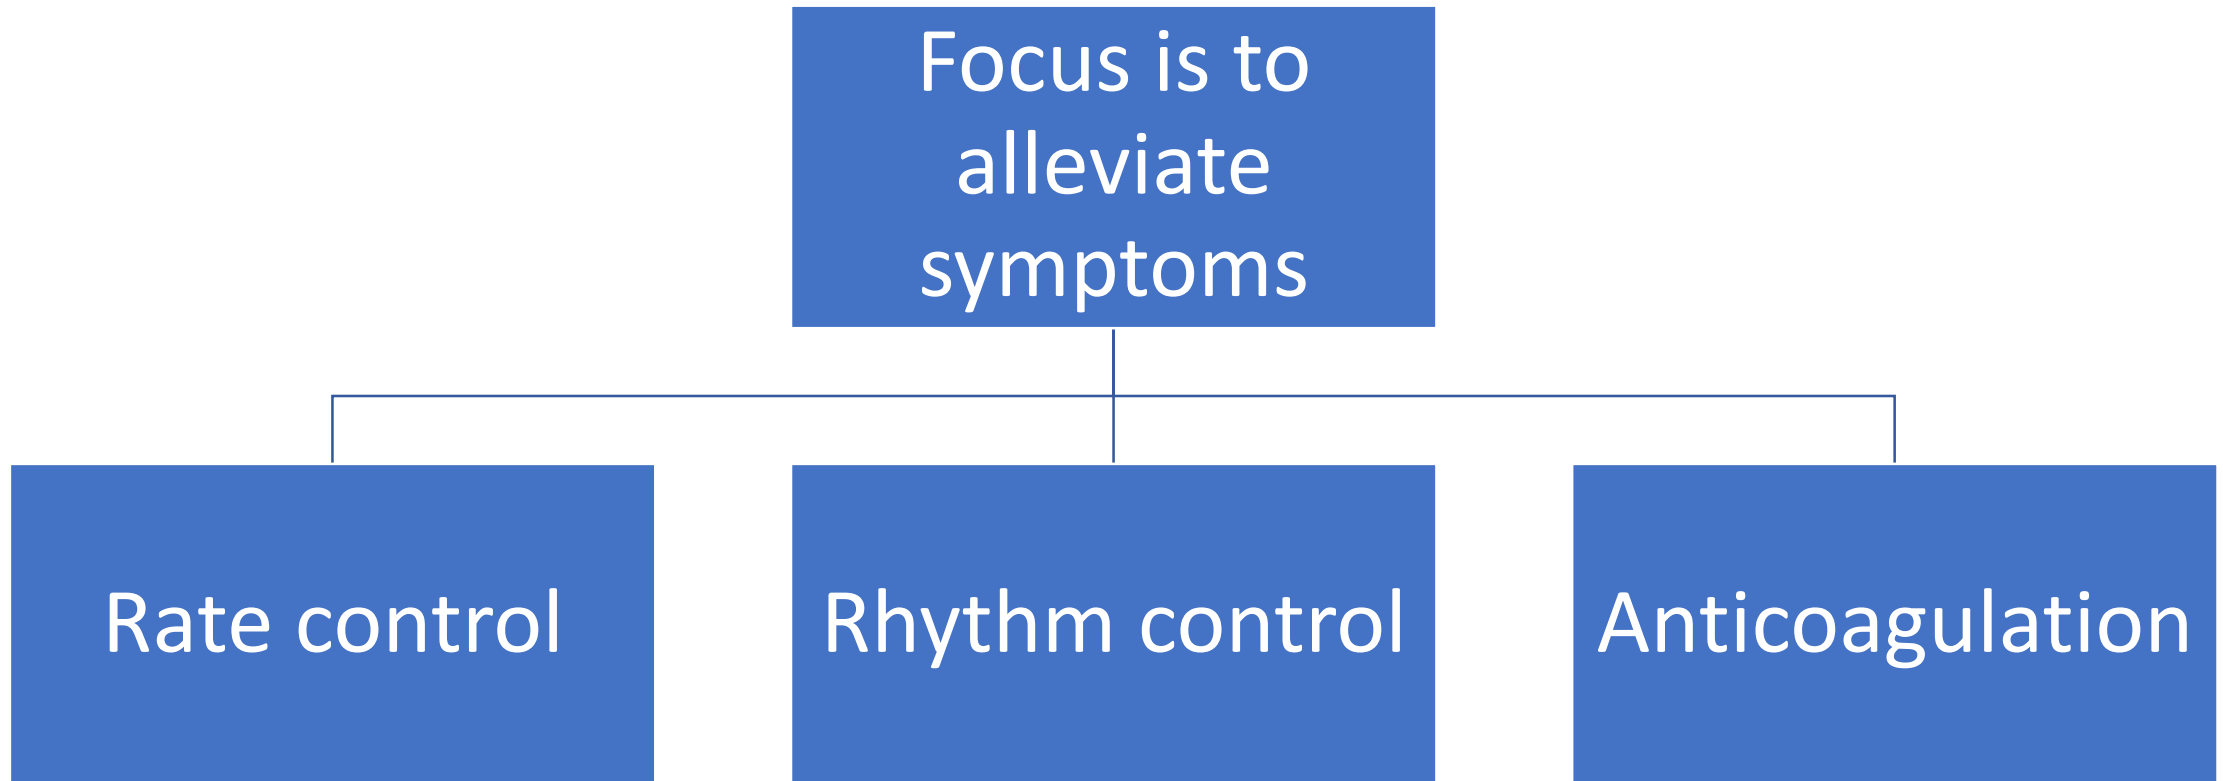 Focus is to
alleviate
symptoms
Rate control
Rhythm control
Anticoagulation